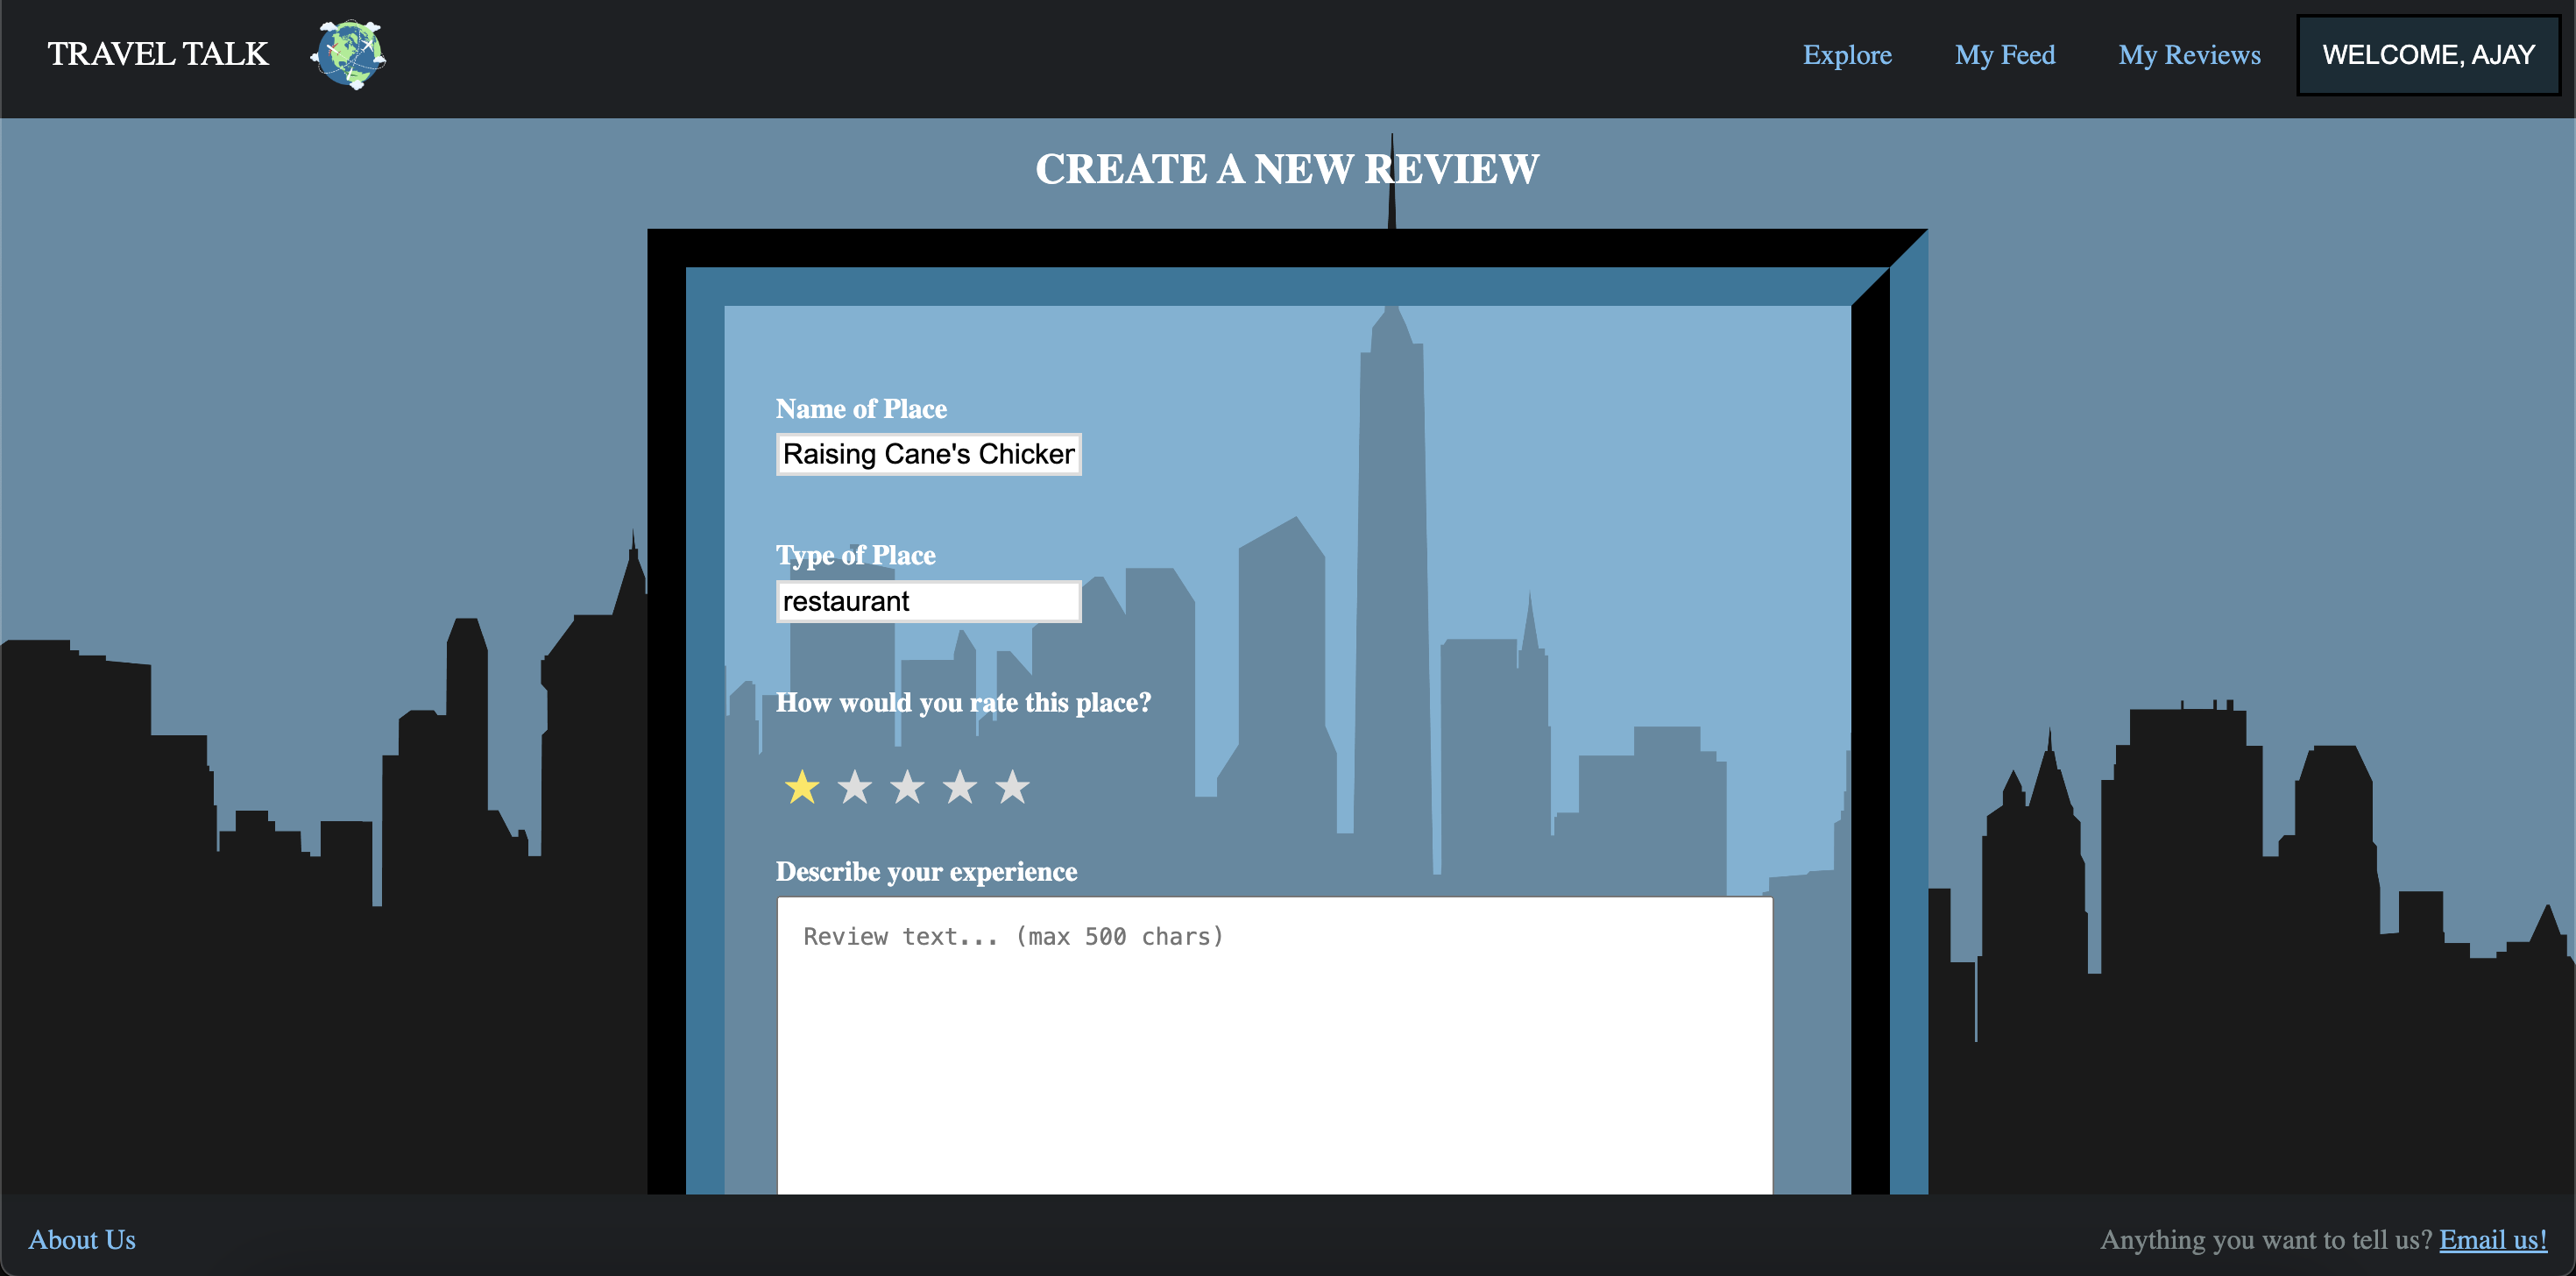 TRAVEL TALK
Explore
My Feed
My Reviews
WELCOME, AJAY
CREATE A NEW REVIEW
Name of Place
Raising Cane's Chicken
Type of Place
restaurant
How would you rate this place?
Describe your experience
Review text... (max 500 chars)
About Us
Anything you want to tell us? Email us!